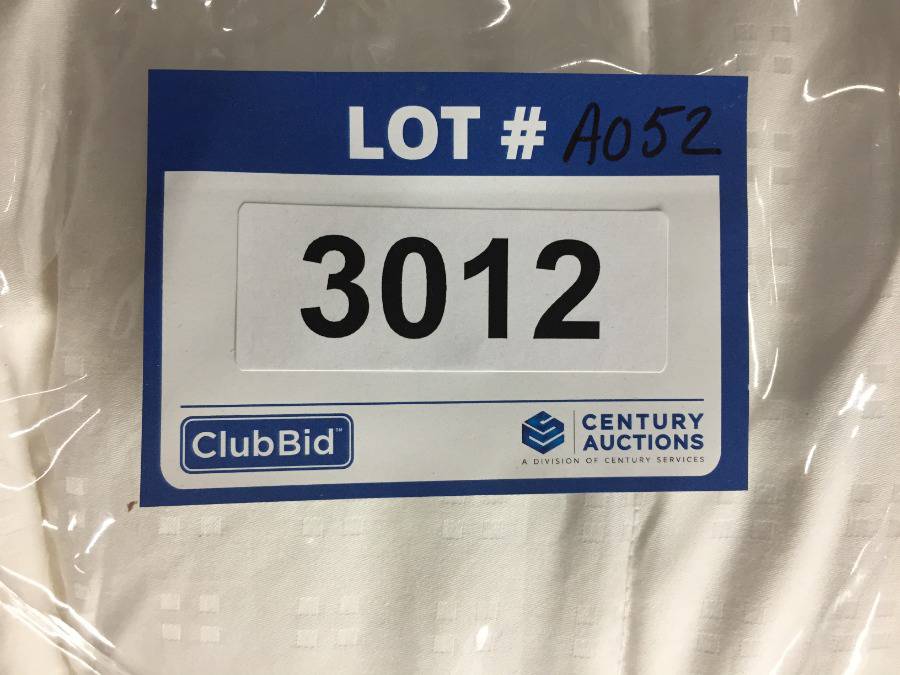 LOT # A052
3012
ClubBid™
CENTURY
AUCTIONS
A DIVISION OF CENTURY SERVICES